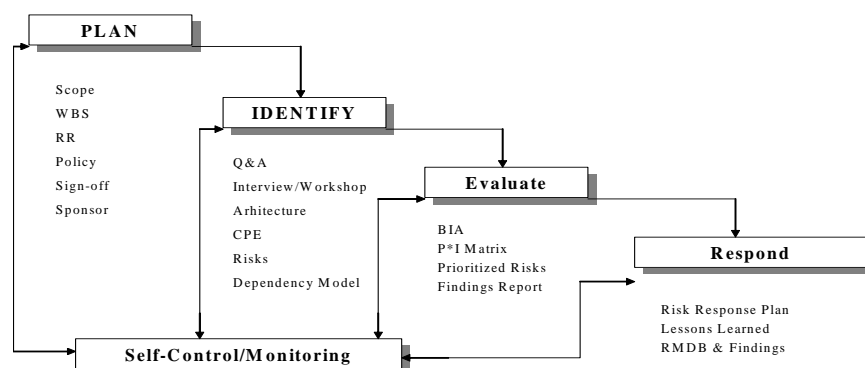 PLAN
Scope
WBS
RR
Policy
Sign-off
Sponsor
IDENTIFY
Q&A
Interview/Workshop
Arhitecture
CPE
Risks
Dependency Model
Evaluate
BIA
P*I Matrix
Prioritized Risks
Findings Report
Respond
Risk Response Plan
Lessons Learned
RMDB & Findings
Self-Control/Monitoring